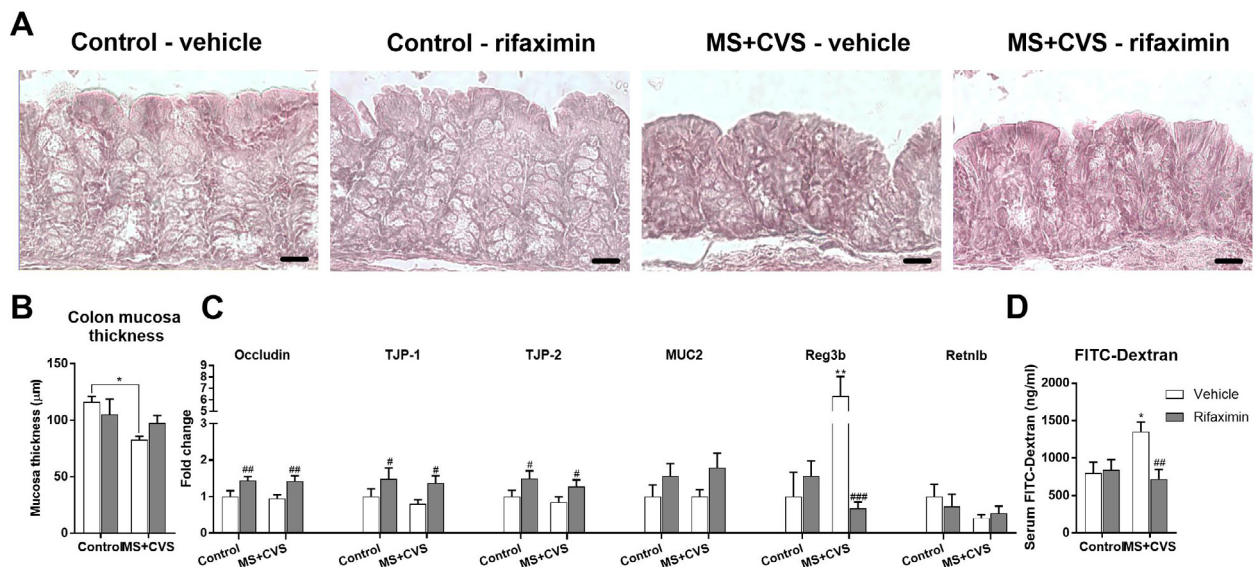 A
Control - vehicle
Control - rifaximin
MS+CVS - vehicle
MS+CVS - rifaximin
B
Colon mucosa
thickness
Mucosa thickness (μm)
150
100
50
0
*
Control
MS+CVS
C
Fold change
9
8
7
6
5
3
2
1
0
Occludin
##
##
Control
MS+CVS
TJP-1
#
#
Control
MS+CVS
TJP-2
#
#
Control
MS+CVS
MUC2
Control
MS+CVS
Reg3b
**
###
Control
MS+CVS
Retnlb
Control
MS+CVS
D
FITC-Dextran
Serum FITC-Dextran (ng/ml)
2000
1500
1000
500
0
*
##
Control
MS+CVS
Vehicle
Rifaximin